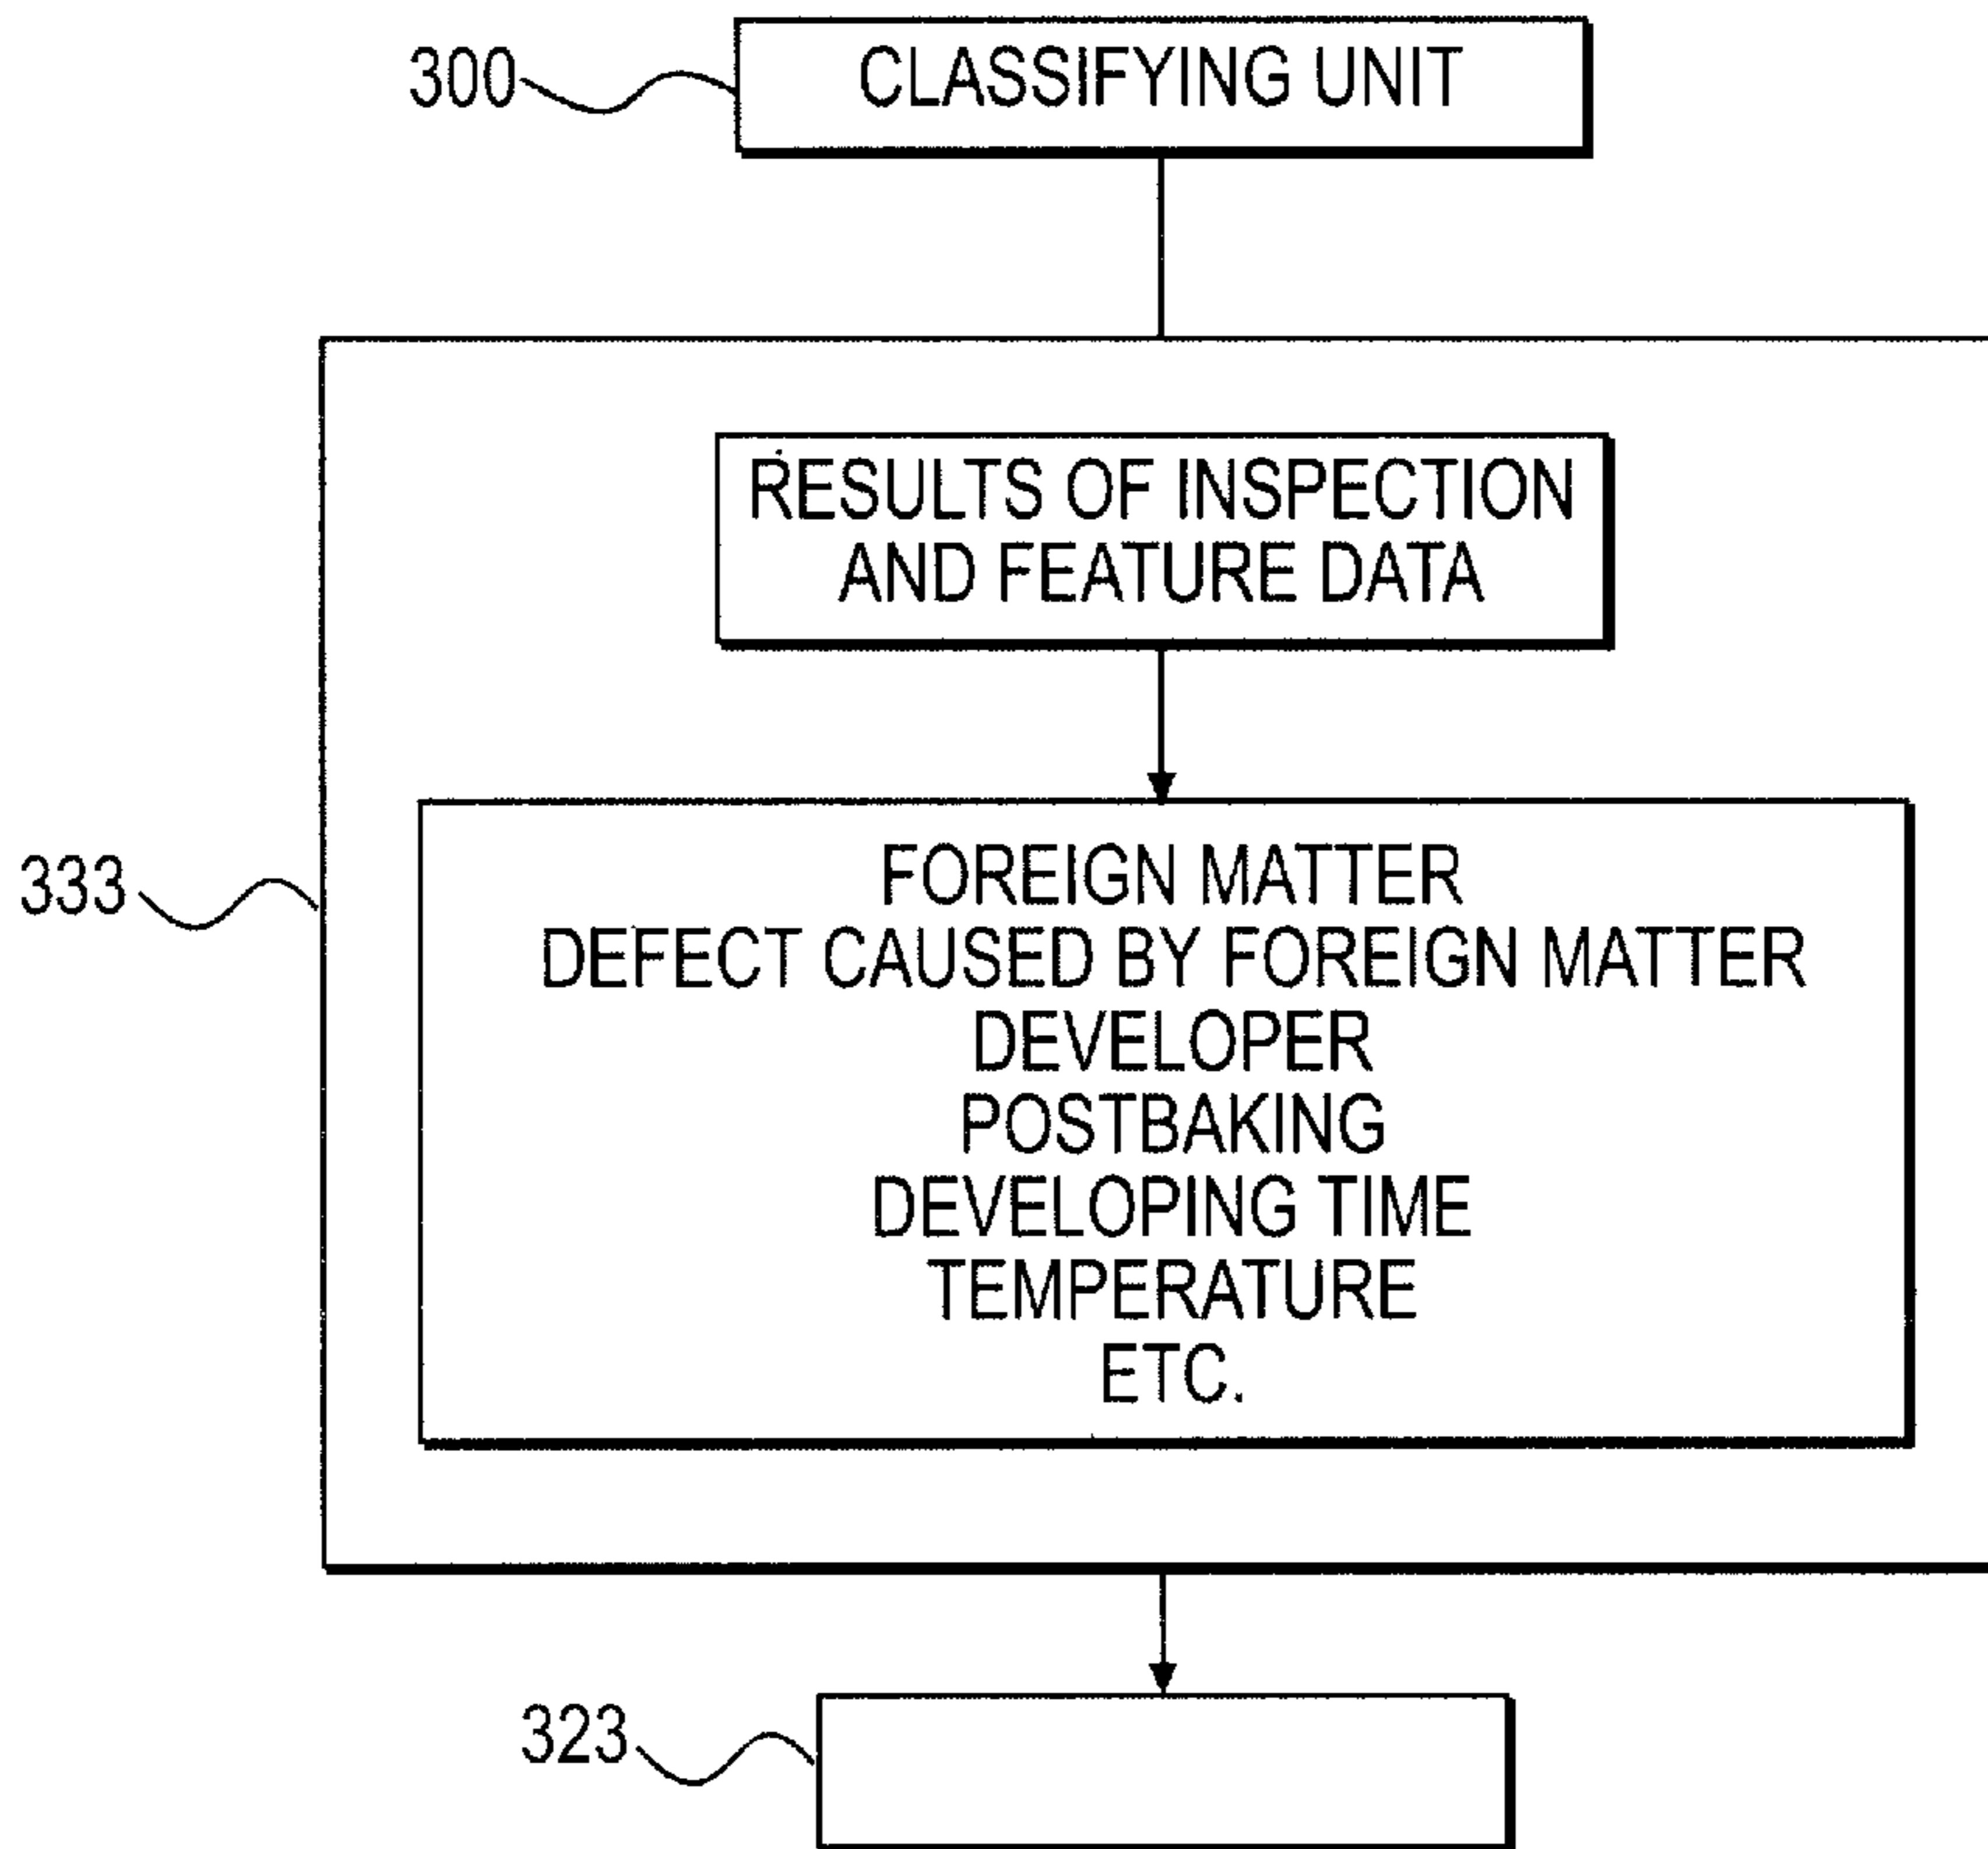 300
CLASSIFYING UNIT
RESULTS OF INSPECTION
AND FEATURE DATA
333
FOREIGN MATTER
DEFECT CAUSED BY FOREIGN MATTER
DEVELOPER
POSTBAKING
DEVELOPING TIME
TEMPERATURE
ETC.
323